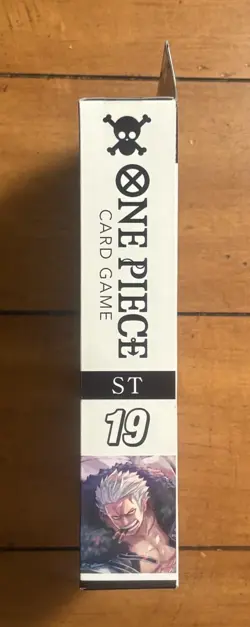 ONE PIECE
CARD GAME
ST
19